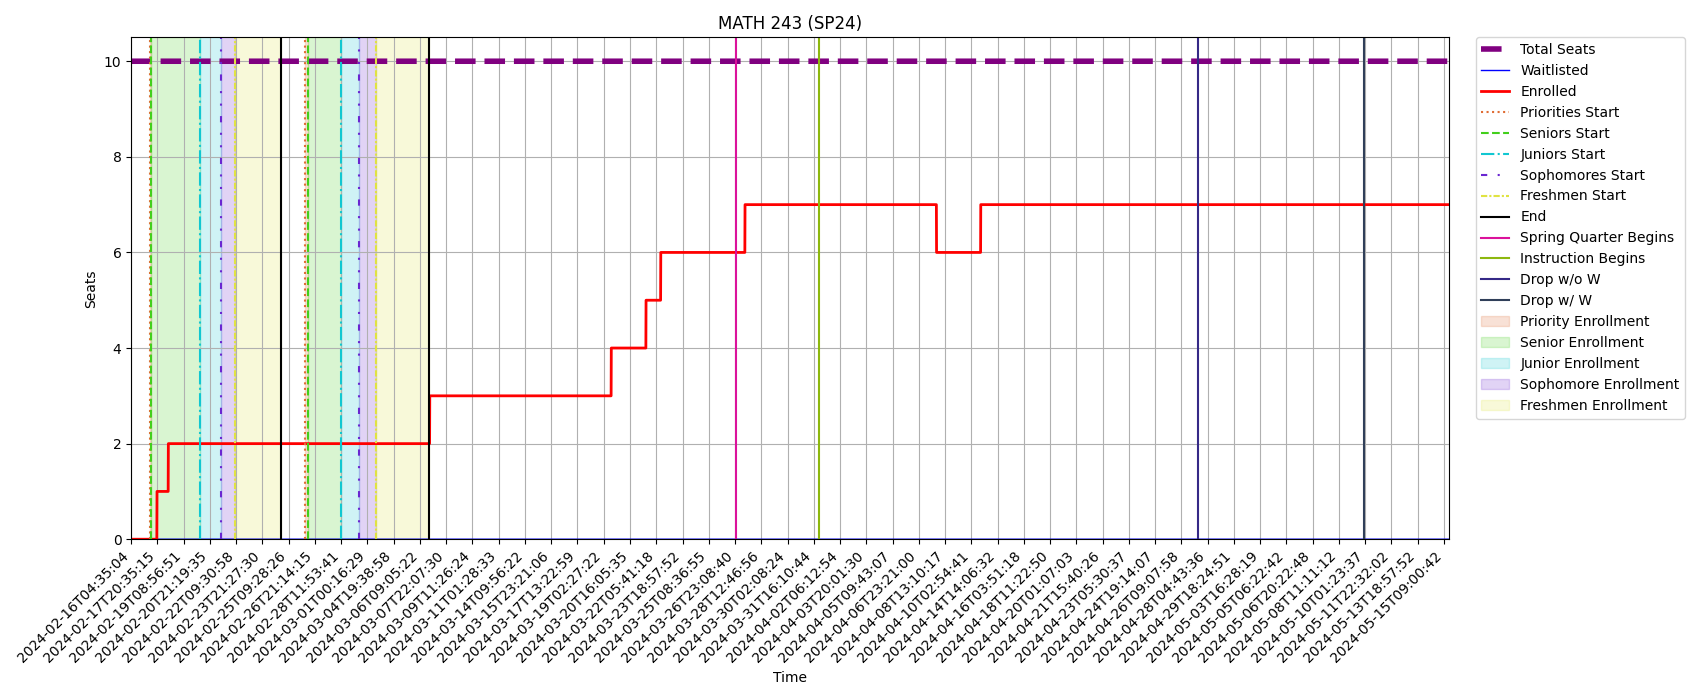 MATH 243 (SP24)
Seats
10
8
6
4
2
0
2024-02-16T04:35:04
2024-02-17T20:35:15
2024-02-19T08:56:51
2024-02-20T21:19:35
2024-02-22T09:30:58
2024-02-23T21:27:30
2024-02-25T09:28:26
2024-02-26T21:14:15
2024-02-28T11:53:41
2024-03-01T00:16:29
2024-03-04T19:38:58
2024-03-06T09:05:22
2024-03-07T22:07:30
2024-03-11T01:26:24
2024-03-12T11:28:33
2024-03-14T09:56:22
2024-03-15T23:21:06
2024-03-17T13:22:59
2024-03-19T02:27:22
2024-03-20T16:05:35
2024-03-22T05:41:18
2024-03-23T18:57:52
2024-03-25T08:36:55
2024-03-26T23:08:40
2024-03-28T12:46:56
2024-03-30T02:08:24
2024-03-31T16:10:44
2024-04-02T06:12:54
2024-04-03T20:01:30
2024-04-05T09:43:07
2024-04-06T23:21:00
2024-04-08T13:10:17
2024-04-10T02:54:41
2024-04-14T14:06:32
2024-04-16T03:51:18
2024-04-18T11:22:50
2024-04-20T01:07:03
2024-04-21T15:40:26
2024-04-23T05:30:37
2024-04-24T19:14:07
2024-04-26T09:07:58
2024-04-28T04:43:36
2024-04-29T18:24:51
2024-05-03T16:28:19
2024-05-05T06:22:42
2024-05-06T20:22:48
2024-05-08T11:11:12
2024-05-10T01:23:37
2024-05-11T22:32:02
2024-05-13T18:57:52
2024-05-15T09:00:42
Time
Total Seats
Waitlisted
Enrolled
Priorities Start
Seniors Start
Juniors Start
Sophomores Start
Freshmen Start
End
Spring Quarter Begins
Instruction Begins
Drop w/o W
Drop w/ W
Priority Enrollment
Senior Enrollment
Junior Enrollment
Sophomore Enrollment
Freshmen Enrollment